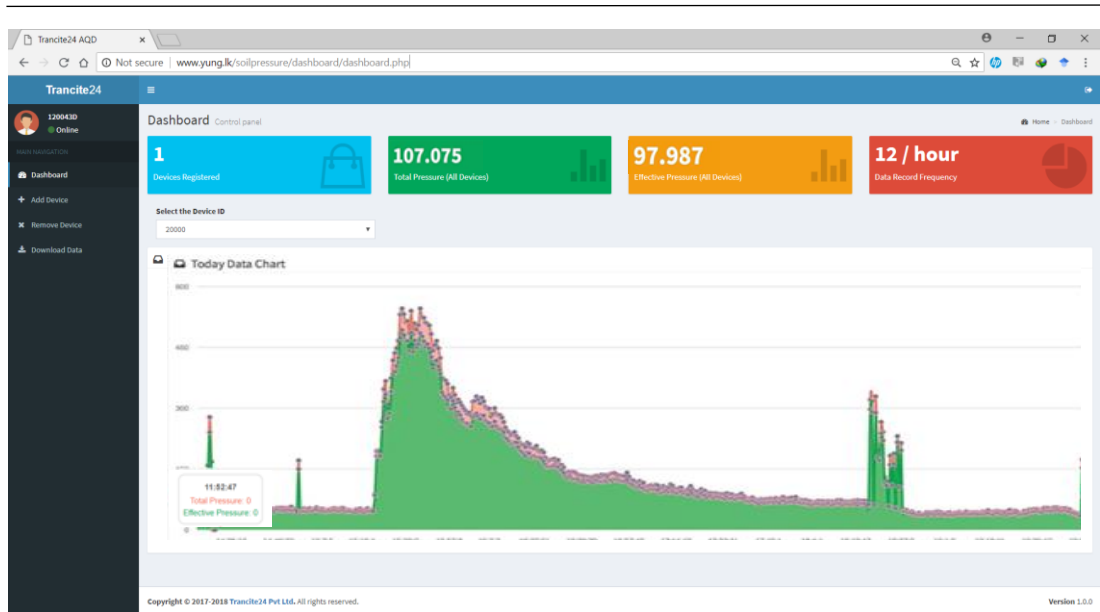 Trancite24 AQD
Not secure | www.yung.lk/soilpressure/dashboard/dashboard.php
Trancite24
120043D
Online
MAIN NAVIGATION
Dashboard
Add Device
Remove Device
Download Data
Dashboard Control panel
Home > Dashboard
1
Devices Registered
107.075
Total Pressure (All Devices)
97.987
Effective Pressure (All Devices)
12 / hour
Data Record Frequency
Select the Device ID
20000
Today Data Chart
600
450
300
11:52:47
Total Pressure: 0
Effective Pressure: 0
0
Copyright © 2017-2018 Trancite24 Pvt Ltd. All rights reserved.
Version 1.0.0